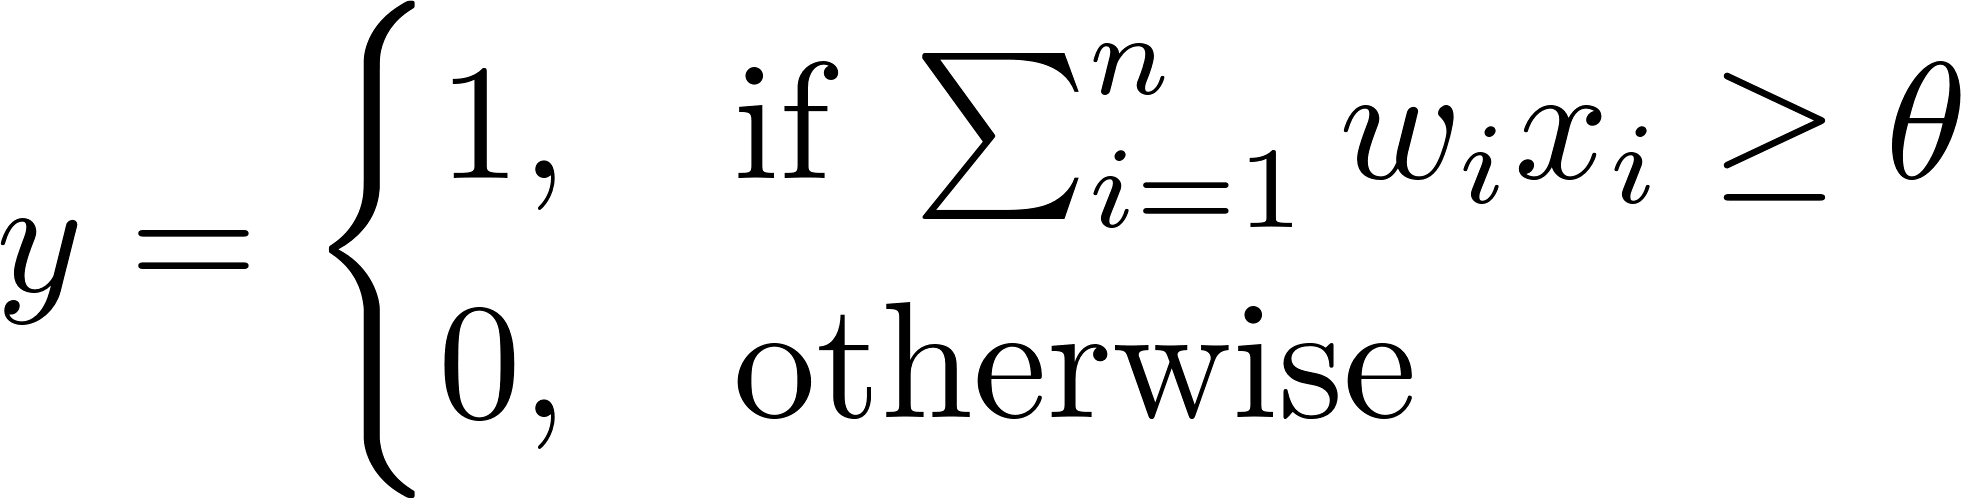 y = { 1, if ∑_{i=1}^{n} w_i x_i ≥ θ
0, otherwise